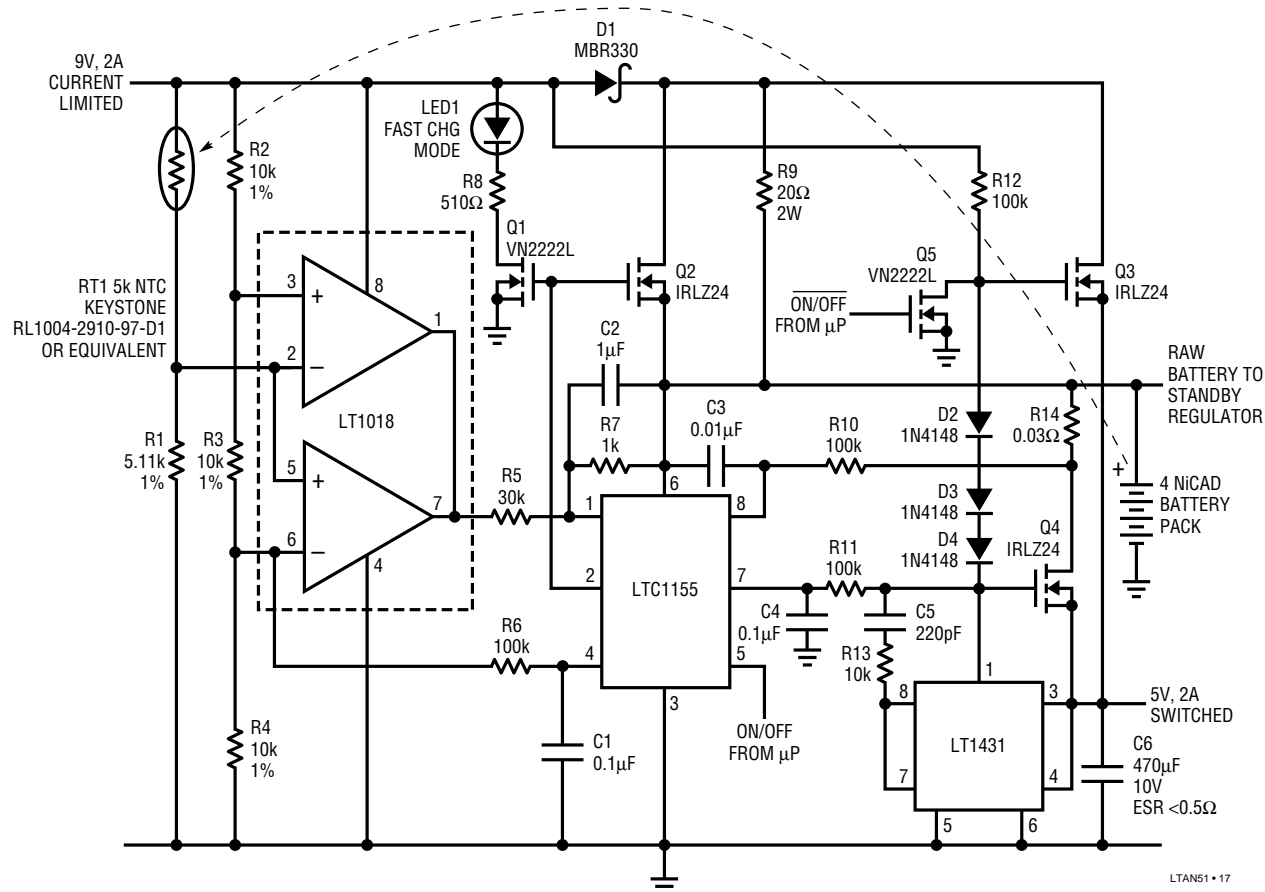 D1
MBR330
9V, 2A
CURRENT
LIMITED
LED1
FAST CHG
MODE
R2
10k
1%
R8
510Ω
R9
20Ω
2W
R12
100k
Q1
VN2222L
Q2
IRLZ24
Q5
VN2222L
Q3
IRLZ24
ON/OFF
FROM µP
RT1 5k NTC
KEYSTONE
RL1004-2910-97-D1
OR EQUIVALENT
3
+
8
1
2
–
LT1018
5
+
7
6
–
4
C2
1µF
R7
1k
C3
0.01µF
R10
100k
D2
1N4148
R14
0.03Ω
RAW
BATTERY TO
STANDBY
REGULATOR
+
4 NiCAD
BATTERY
PACK
R1
5.11k
1%
R3
10k
1%
R5
30k
D3
1N4148
D4
1N4148
Q4
IRLZ24
6
1
8
2
7
LTC1155
4
5
3
R11
100k
C4
0.1µF
C5
220pF
R13
10k
R6
100k
C1
0.1µF
R4
10k
1%
ON/OFF
FROM µP
1
8
3
LT1431
7
4
5
6
5V, 2A
SWITCHED
C6
470µF
10V
ESR <0.5Ω
LTAN51 • 17